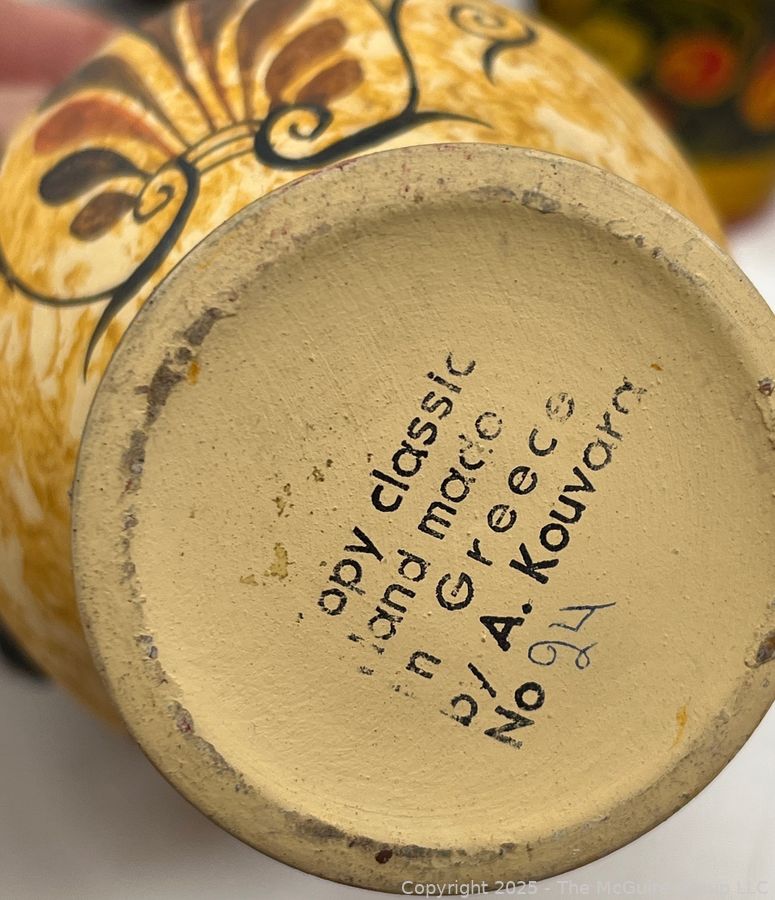 opy classic
and made
in Greece
by A. Kouvara
No 24
Copyright 2025 - The McGuire Group LLC